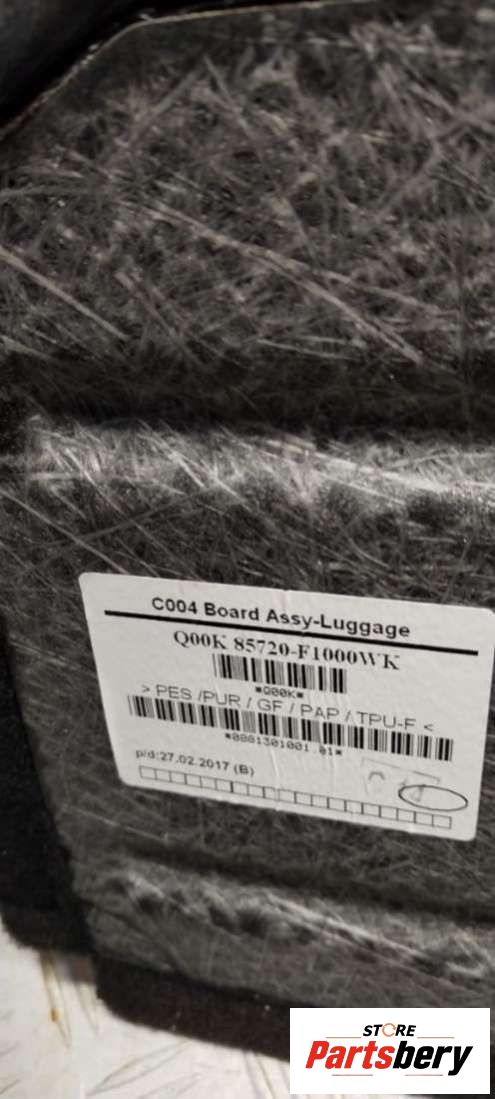 C004 Board Assy-Luggage
Q00K 85720-F1000WK
*Q00K*
> PES /PUR / GF / PAP / TPU-F <
*0881301001.01*
p/d:27.02.2017 (B)
STORE
Partsbery